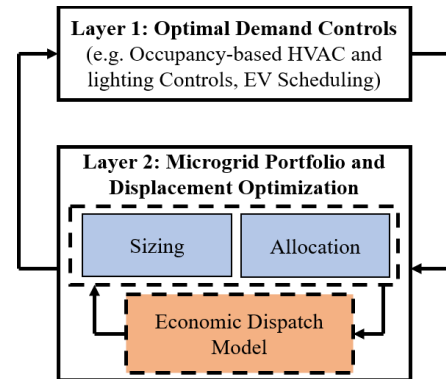 Layer 1: Optimal Demand Controls
(e.g. Occupancy-based HVAC and
lighting Controls, EV Scheduling)
Layer 2: Microgrid Portfolio and
Displacement Optimization
Sizing
Allocation
Economic Dispatch
Model